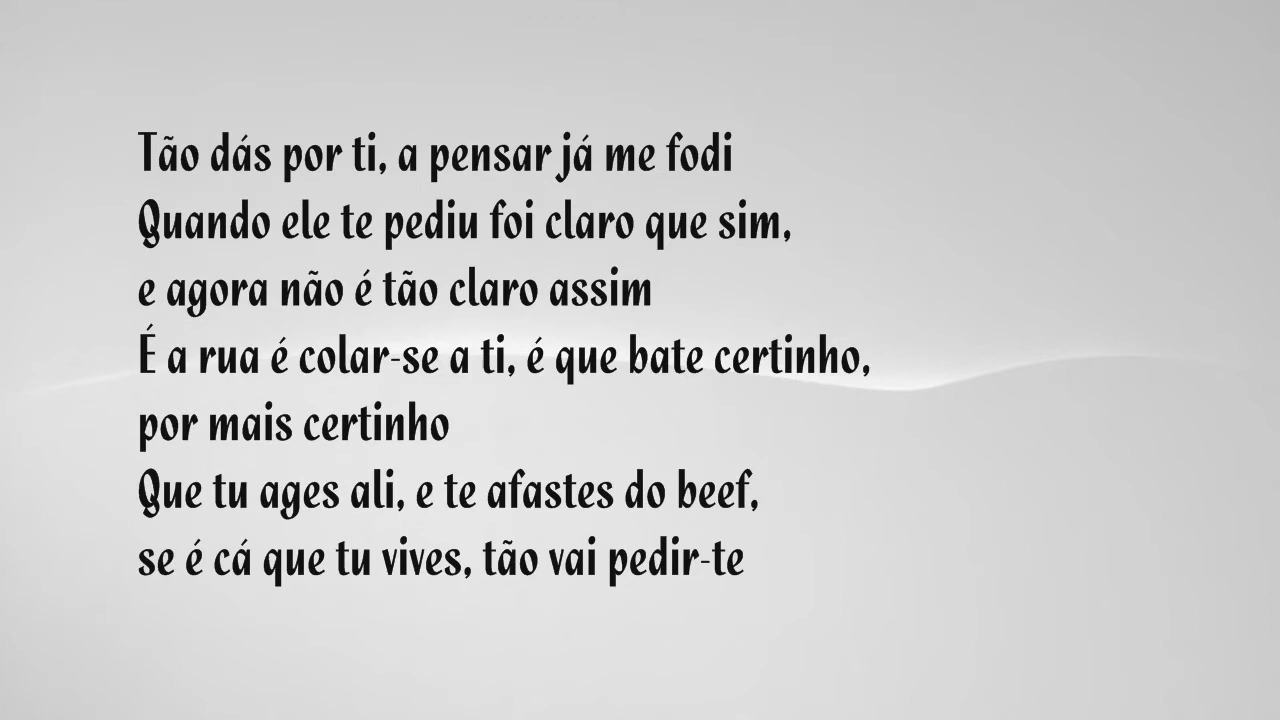 Tão dás por ti, a pensar já me fodi
Quando ele te pediu foi claro que sim,
e agora não é tão claro assim
É a rua é colar-se a ti, é que bate certinho,
por mais certinho
Que tu ages ali, e te afastes do beef,
se é cá que tu vives, tão vai pedir-te